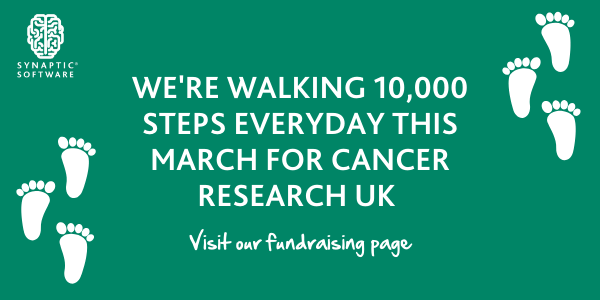 SYNAPTIC®
SOFTWARE
WE'RE WALKING 10,000
STEPS EVERYDAY THIS
MARCH FOR CANCER
RESEARCH UK
Visit our fundraising page